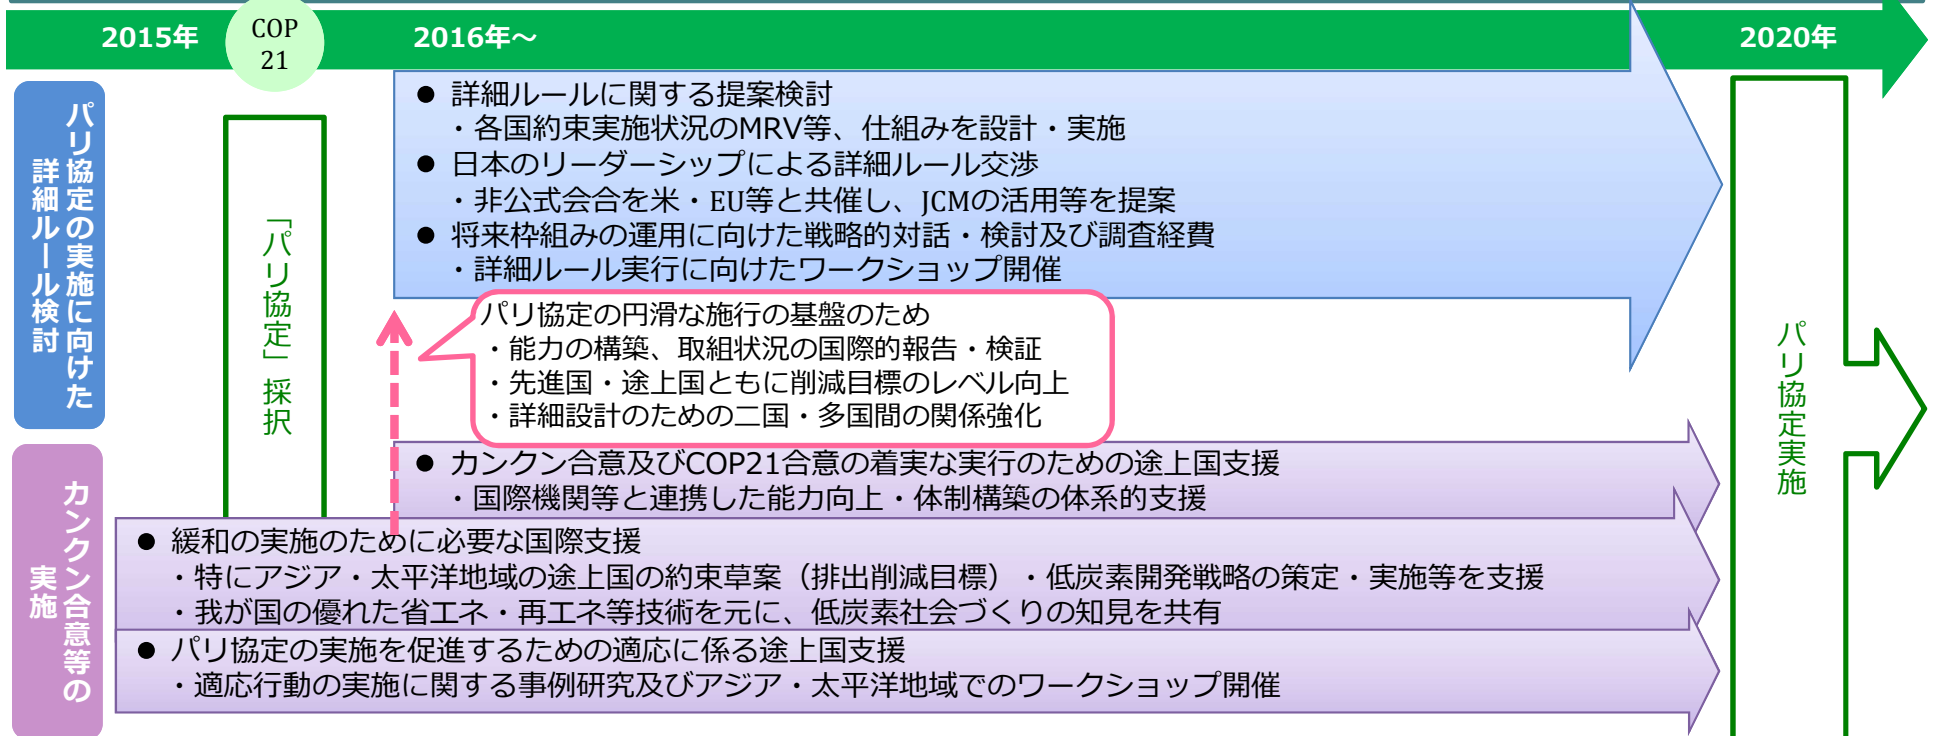 2015年
COP
21
2016年～
2020年
パリ協定の実施に向けた
詳細ルール検討
「パリ協定」採択
● 詳細ルールに関する提案検討
・各国約束実施状況のMRV等、仕組みを設計・実施
● 日本のリーダーシップによる詳細ルール交渉
・非公式会合を米・EU等と共催し、JCMの活用等を提案
● 将来枠組みの運用に向けた戦略的対話・検討及び調査経費
・詳細ルール実行に向けたワークショップ開催
パリ協定の円滑な施行の基盤のため
・能力の構築、取組状況の国際的報告・検証
・先進国・途上国ともに削減目標のレベル向上
・詳細設計のための二国・多国間の関係強化
パリ協定実施
カンクン合意等の
実施
● カンクン合意及びCOP21合意の着実な実行のための途上国支援
・国際機関等と連携した能力向上・体制構築の体系的支援
● 緩和の実施のために必要な国際支援
・特にアジア・太平洋地域の途上国の約束草案（排出削減目標）・低炭素開発戦略の策定・実施等を支援
・我が国の優れた省エネ・再エネ等技術を元に、低炭素社会づくりの知見を共有
● パリ協定の実施を促進するための適応に係る途上国支援
・適応行動の実施に関する事例研究及びアジア・太平洋地域でのワークショップ開催